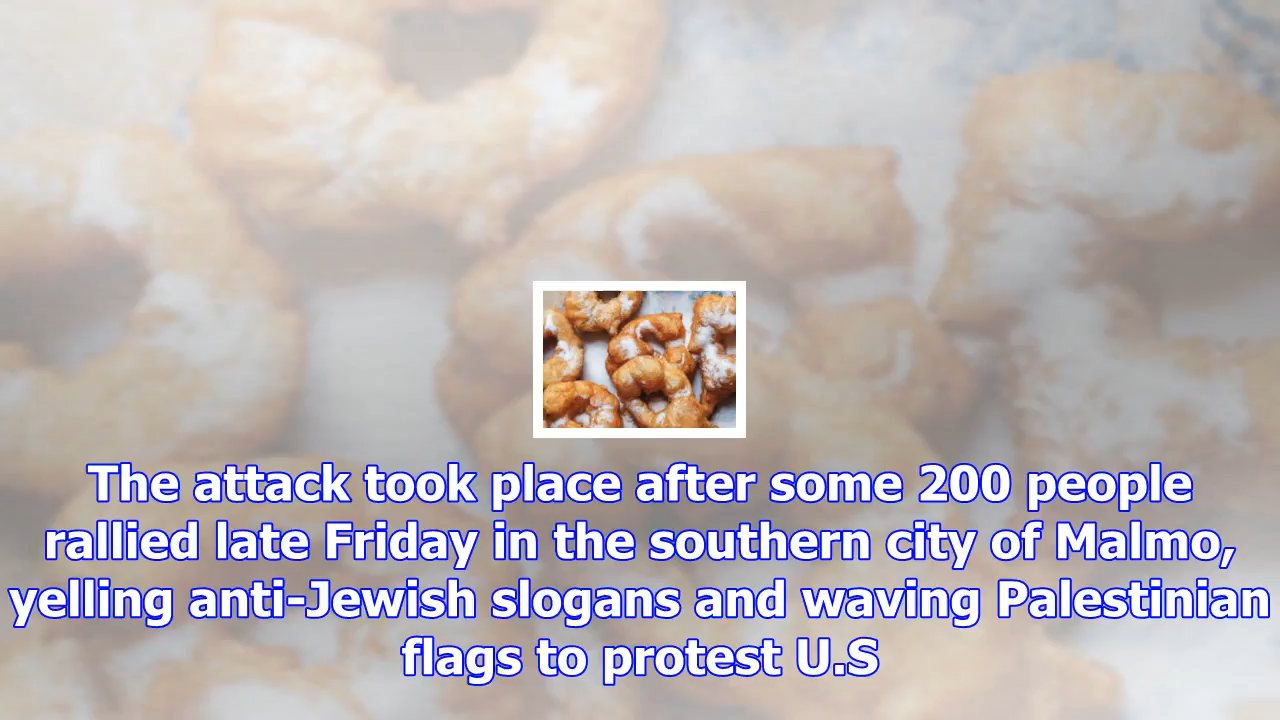 The attack took place after some 200 people
rallied late Friday in the southern city of Malmo,
yelling anti-Jewish slogans and waving Palestinian
flags to protest U.S